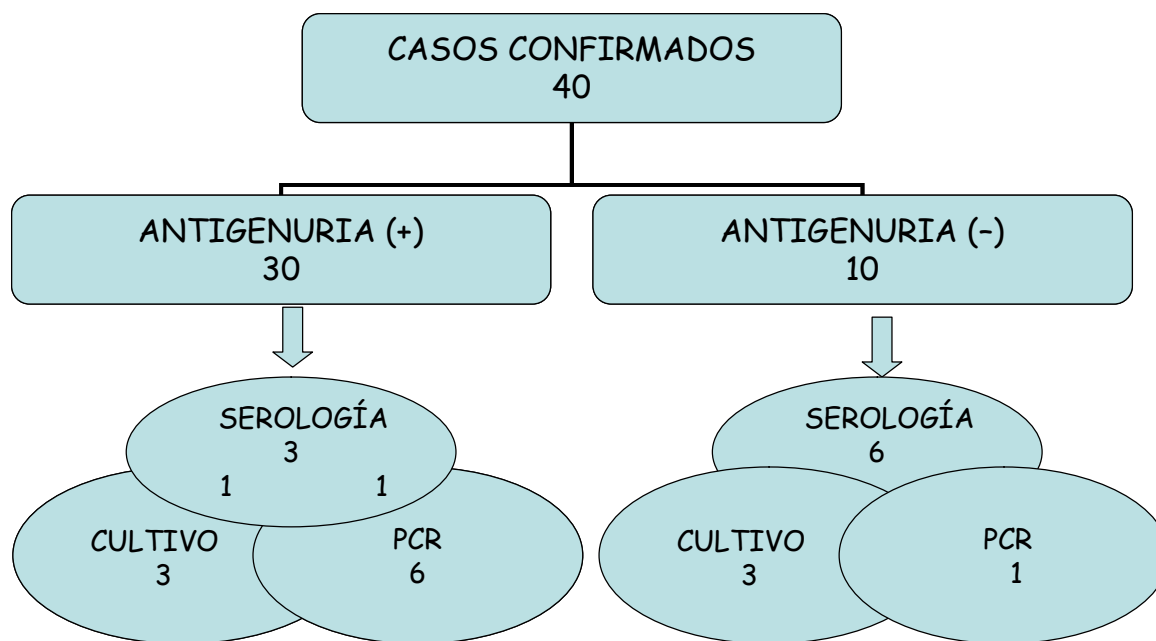 CASOS CONFIRMADOS
40
ANTIGENURIA (+)
30
ANTIGENURIA (–)
10
SEROLOGÍA
3
1 1
CULTIVO
3
PCR
6
SEROLOGÍA
6
CULTIVO
3
PCR
1